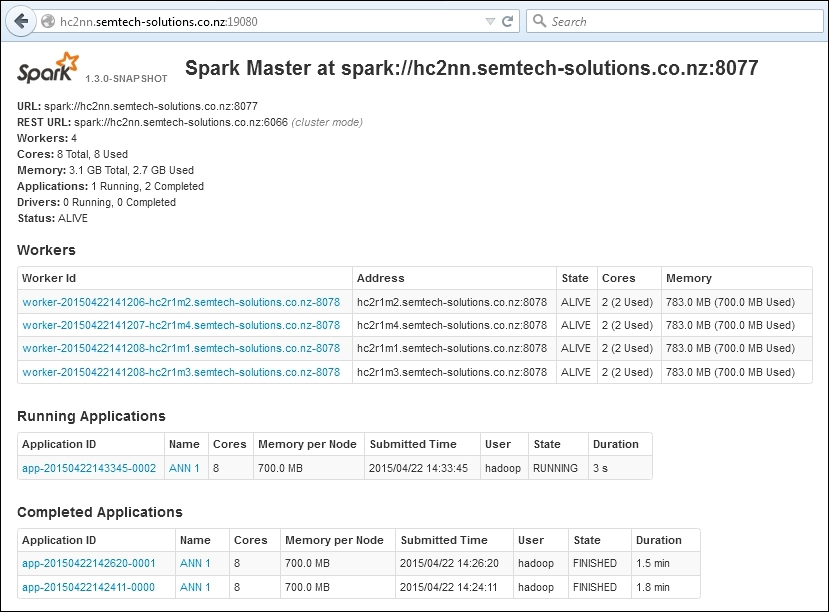 hc2nn.semtech-solutions.co.nz:19080 Search
Spark 1.3.0-SNAPSHOT Spark Master at spark://hc2nn.semtech-solutions.co.nz:8077
URL: spark://hc2nn.semtech-solutions.co.nz:8077
REST URL: spark://hc2nn.semtech-solutions.co.nz:6066 (cluster mode)
Workers: 4
Cores: 8 Total, 8 Used
Memory: 3.1 GB Total, 2.7 GB Used
Applications: 1 Running, 2 Completed
Drivers: 0 Running, 0 Completed
Status: ALIVE
Workers
Worker Id Address State Cores Memory
worker-20150422141206-hc2r1m2.semtech-solutions.co.nz-8078 hc2r1m2.semtech-solutions.co.nz:8078 ALIVE 2 (2 Used) 783.0 MB (700.0 MB Used)
worker-20150422141207-hc2r1m4.semtech-solutions.co.nz-8078 hc2r1m4.semtech-solutions.co.nz:8078 ALIVE 2 (2 Used) 783.0 MB (700.0 MB Used)
worker-20150422141208-hc2r1m1.semtech-solutions.co.nz-8078 hc2r1m1.semtech-solutions.co.nz:8078 ALIVE 2 (2 Used) 783.0 MB (700.0 MB Used)
worker-20150422141208-hc2r1m3.semtech-solutions.co.nz-8078 hc2r1m3.semtech-solutions.co.nz:8078 ALIVE 2 (2 Used) 783.0 MB (700.0 MB Used)
Running Applications
Application ID Name Cores Memory per Node Submitted Time User State Duration
app-20150422143345-0002 ANN 1 8 700.0 MB 2015/04/22 14:33:45 hadoop RUNNING 3 s
Completed Applications
Application ID Name Cores Memory per Node Submitted Time User State Duration
app-20150422142620-0001 ANN 1 8 700.0 MB 2015/04/22 14:26:20 hadoop FINISHED 1.5 min
app-20150422142411-0000 ANN 1 8 700.0 MB 2015/04/22 14:24:11 hadoop FINISHED 1.8 min